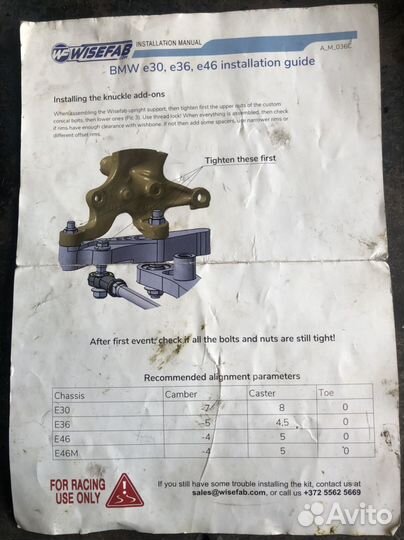 WISEFAB INSTALLATION MANUAL
A_M_036C
BMW e30, e36, e46 installation guide
Installing the knuckle add-ons
When assembling the Wisefab upright support, then tighten first the upper nuts of the custom
conical bolts, then lower ones (Pic 3). Use thread lock! When everything is assembled, then check
if rims have enough clearance with wishbone. If not then add some spacers, use narrower rims or
different offset rims.
Tighten these first
After first event, check if all the bolts and nuts are still tight!
Recommended alignment parameters
Chassis Camber Caster Toe
E30 -7 8 0
E36 -5 4,5 0
E46 -4 5 0
E46M -4 5 0
FOR RACING
USE ONLY
If you still have some trouble installing the kit, contact us at
sales@wisefab.com, or call us +372 5562 5669
Avito